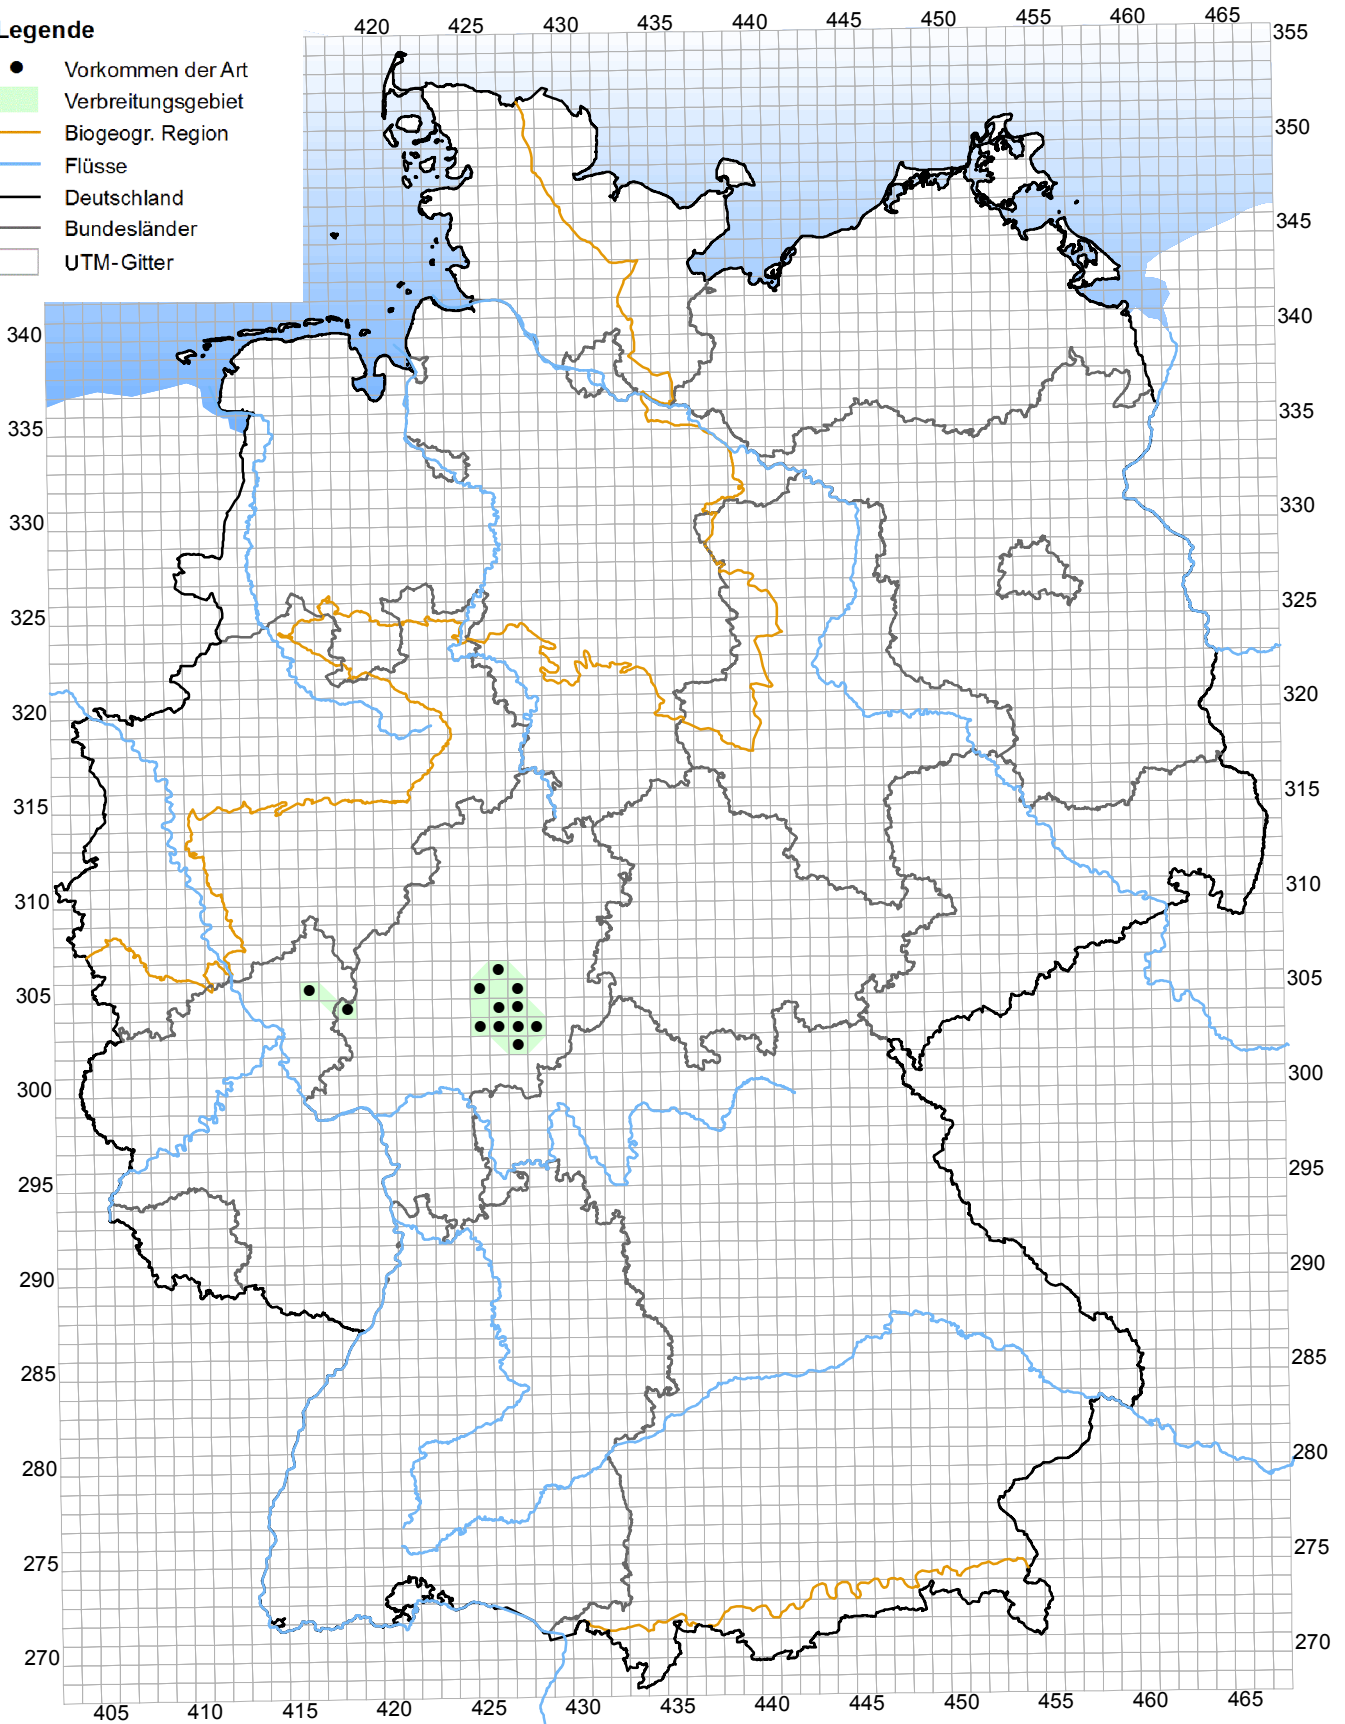 Legende
Vorkommen der Art
Verbreitungsgebiet
Biogeogr. Region
Flüsse
Deutschland
Bundesländer
UTM-Gitter
420 425 430 435 440 445 450 455 460 465
355
350
345
340 340
335 335
330 330
325 325
320 320
315 315
310 310
305 305
300 300
295 295
290 290
285 285
280 280
275 275
270 270
405 410 415 420 425 430 435 440 445 450 455 460 465